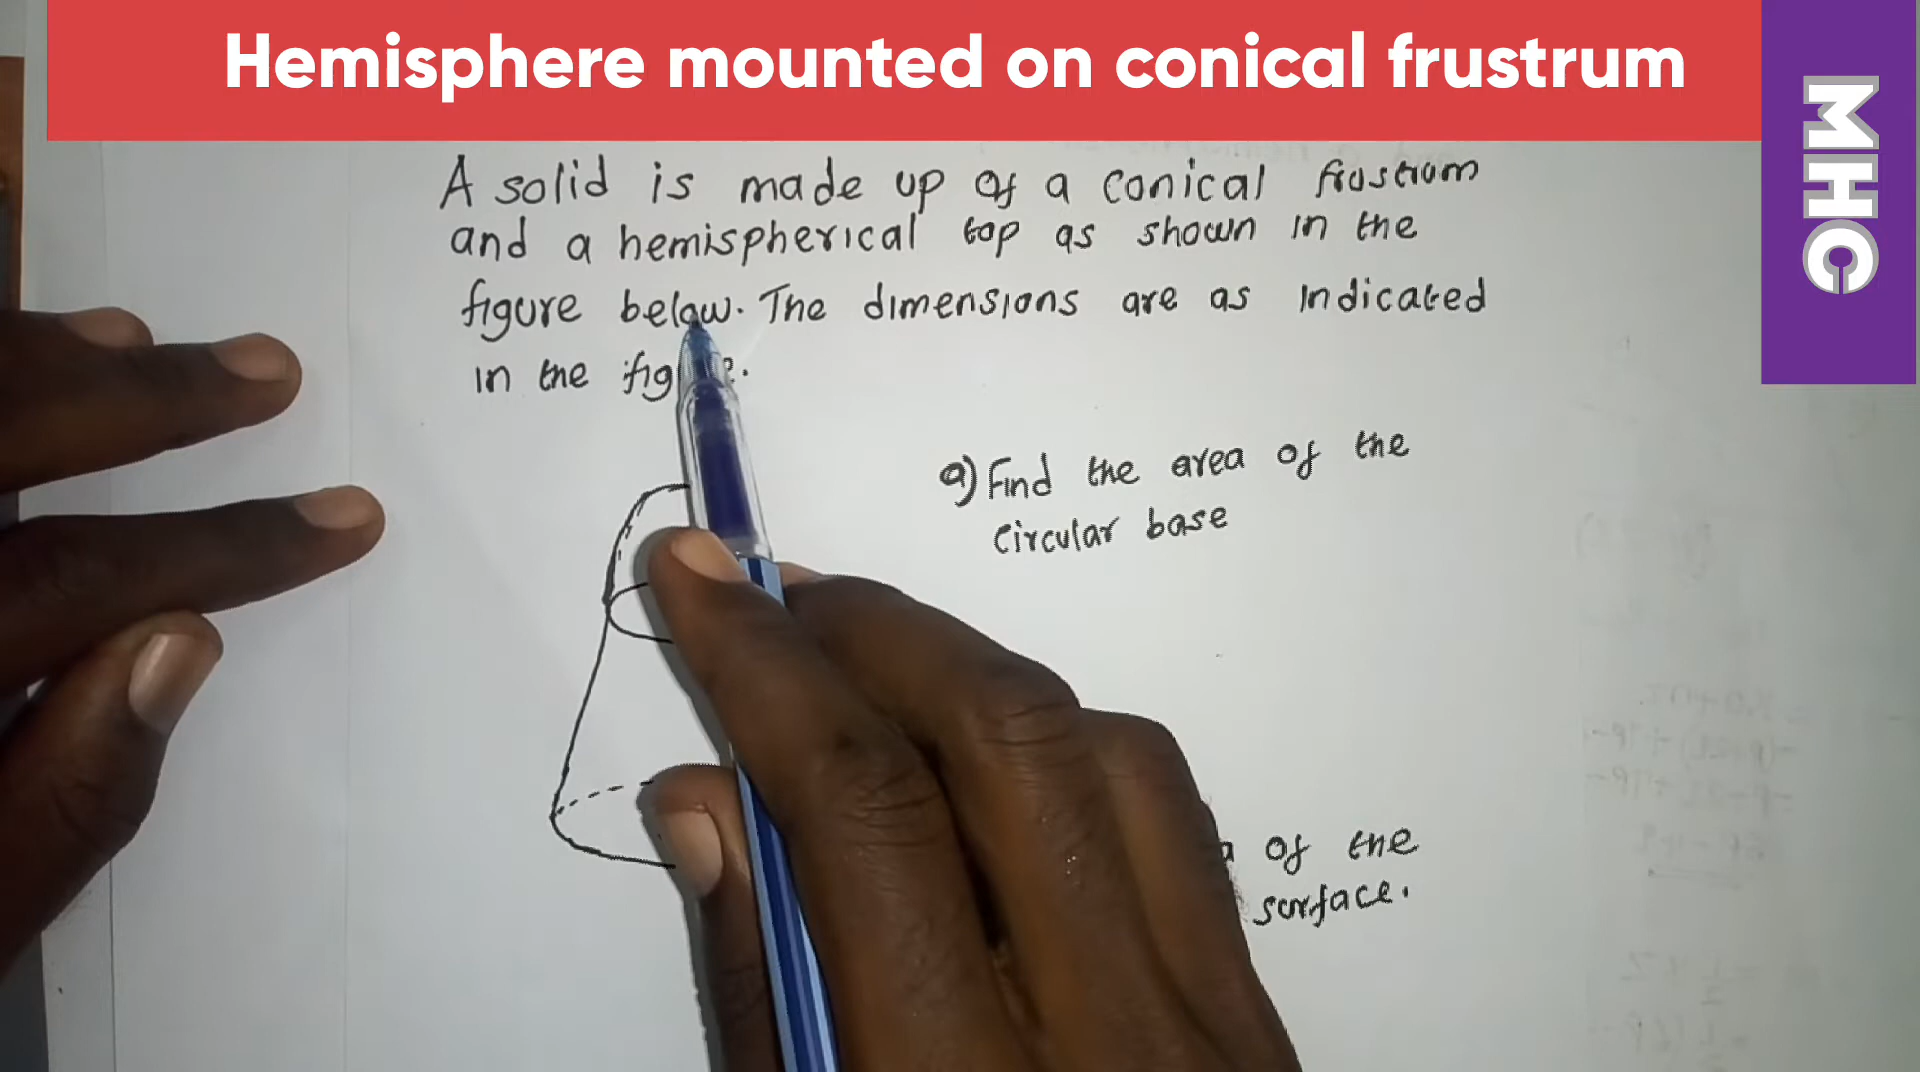 Hemisphere mounted on conical frustrum
MHC
A solid is made up of a conical frustrum
and a hemispherical top as shown in the
figure below. The dimensions are as indicated
in the
a) Find the area of the
circular base
of the
surface.